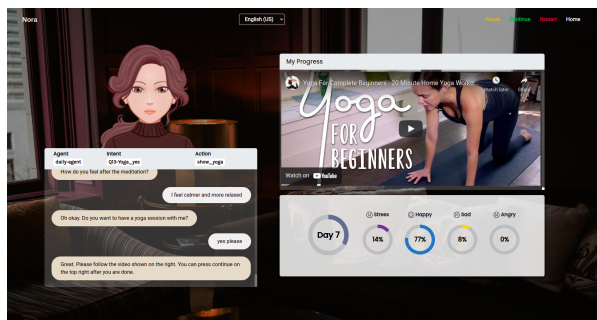 Nora
English (US)
Pause
Continue
Restart
Home
Agent Intent Action
daily-agent Q13-Yoga_yes show_yoga
How do you feel after the meditation?
I feel calmer and more relaxed
Oh okay. Do you want to have a yoga session with me?
yes please
Great. Please follow the video shown on the right. You can press continue on
the top right after you are done.
My Progress
Yoga For Complete Beginners - 20 Minute Home Yoga Worko
Watch later
Share
Yoga
FOR
BEGINNERS
Watch on YouTube
Day 7
Stress
14%
Happy
77%
Sad
8%
Angry
0%